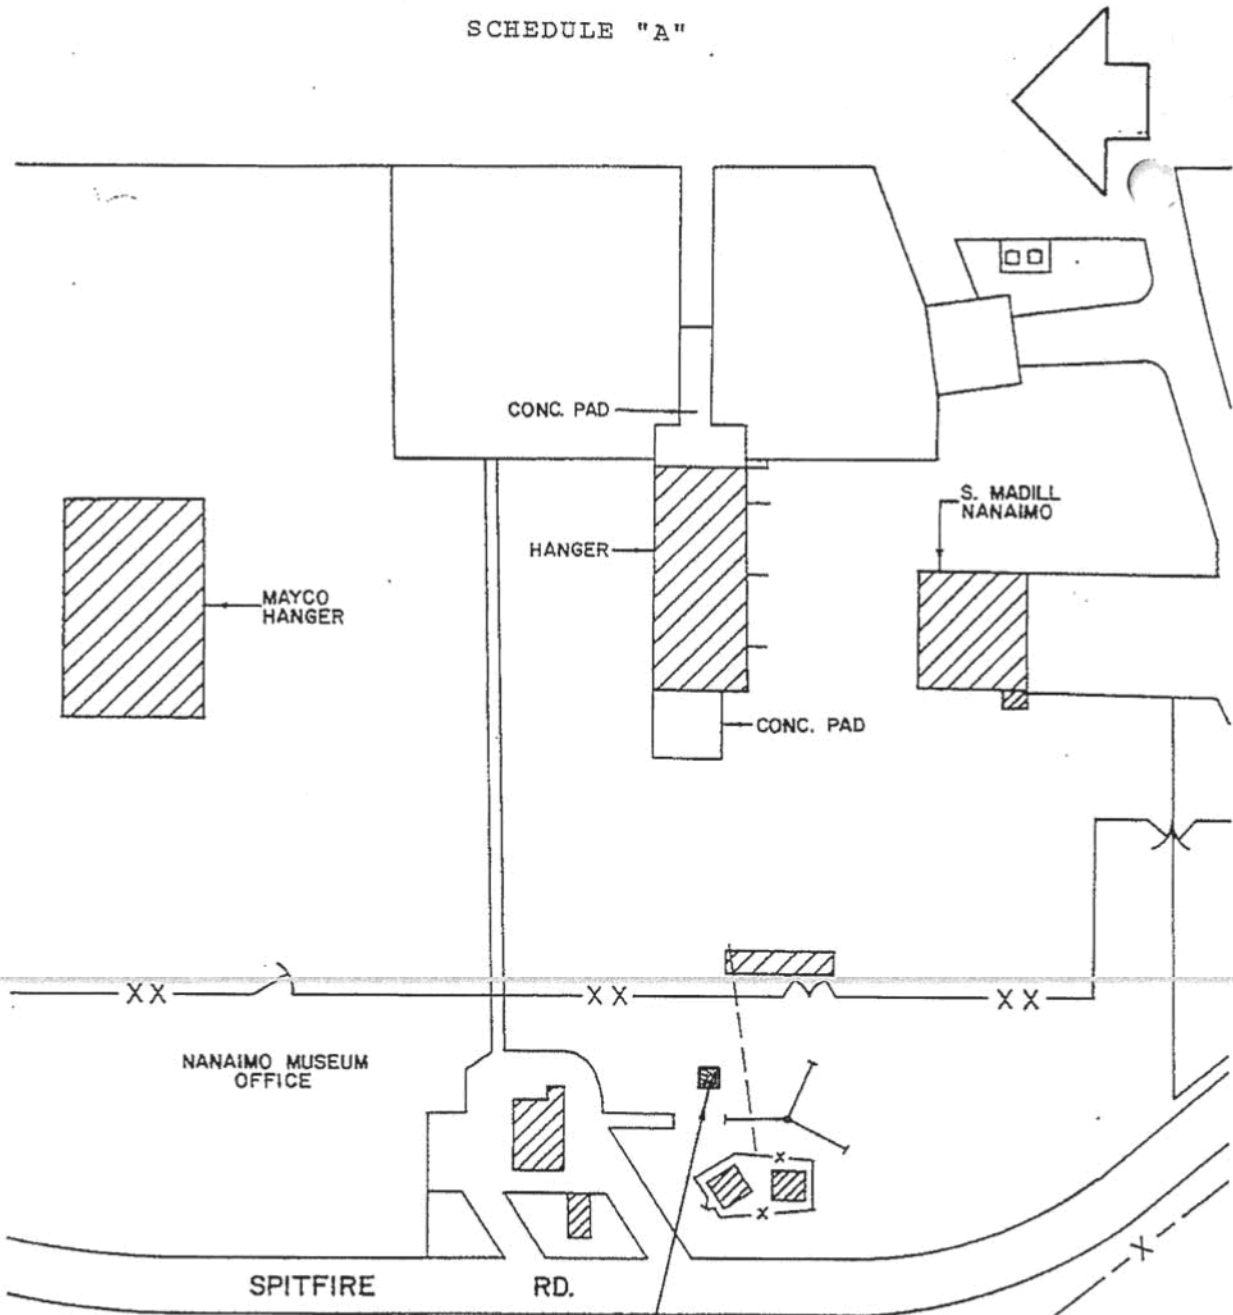 SCHEDULE "A"
CONC. PAD
S. MADILL
NANAIMO
HANGER
MAYCO
HANGER
CONC. PAD
XX
XX
XX
NANAIMO MUSEUM
OFFICE
X
X
X
SPITFIRE RD.